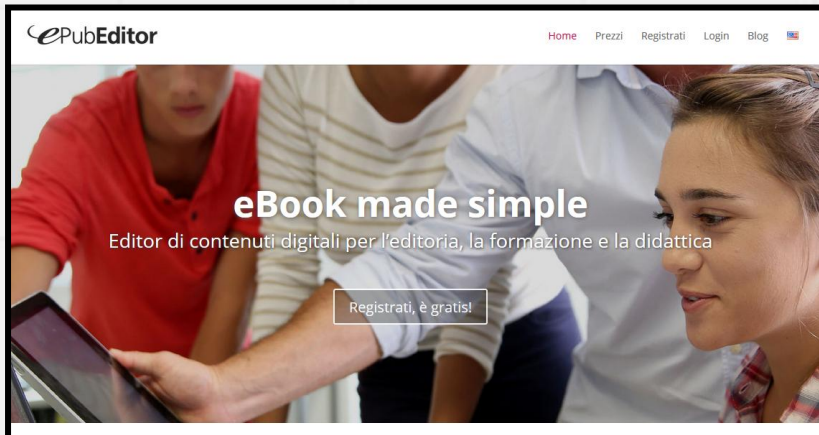 ePubEditor
Home Prezzi Registrati Login Blog
eBook made simple
Editor di contenuti digitali per l'editoria, la formazione e la didattica
Registrati, è gratis!